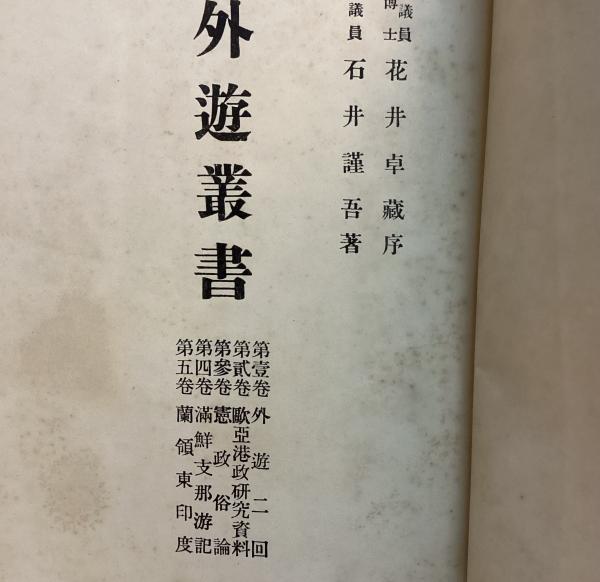 議員
博士 花井卓藏序
議員 石井謹吾著
外遊叢書
第壹卷 外遊二回
第貳卷 歐亞港政研究資料
第參卷 憲政俗論
第四卷 滿鮮支那游記
第五卷 蘭領東印度